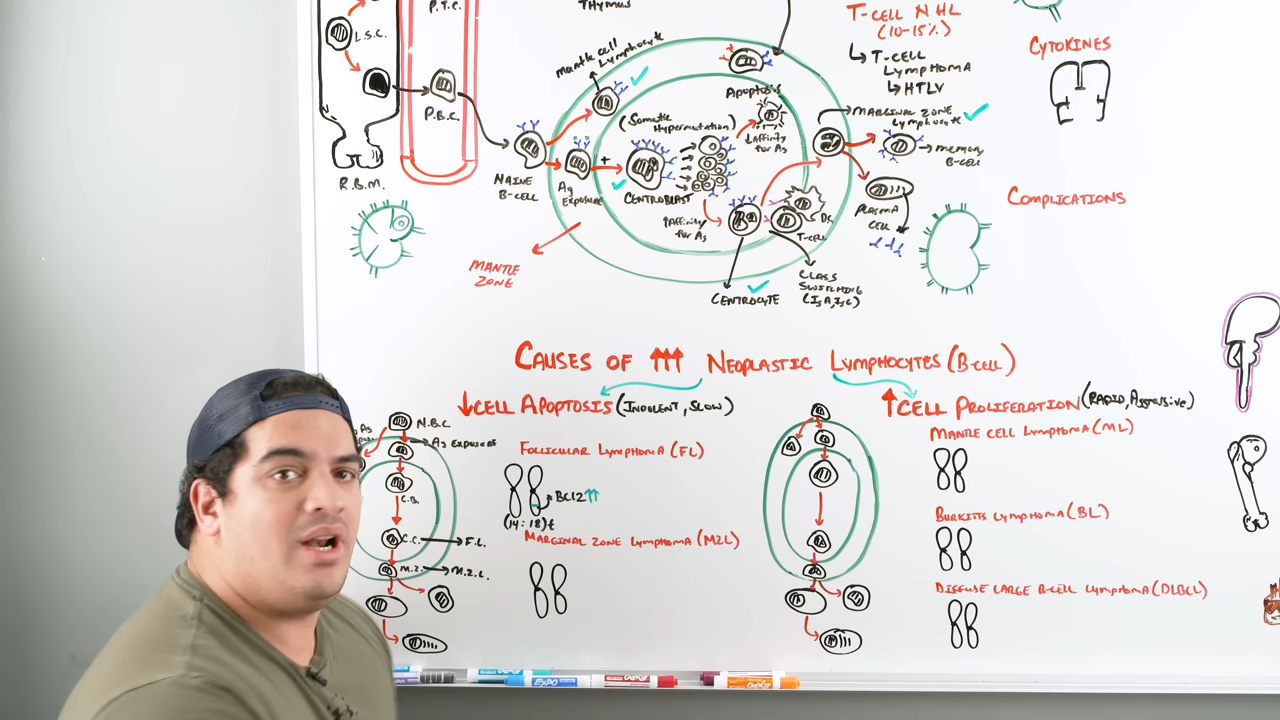 P.T.C.
THYMUS
T-CELL NHL
(10-15%)
T-CELL
LYMPHOMA
HTLV
CYTOKINES
L.S.C.
P.B.C.
R.B.M.
NAIVE
B-CELL
Mantle cell Lymphocyte
Ag
Exposure
+
CENTROBLAST
(Somatic
Hypermutation)
Apoptosis
↓affinity
for Ag
↑Affinity
for Ag
MARGINAL ZONE
Lymphocyte
MEMORY
B-CELL
PLASMA
CELL
T-CELL
CLASS
SWITCHING
(IgA, IgG)
CENTROCYTE
MANTLE
ZONE
COMPLICATIONS
CAUSES OF ↑↑↑ NEOPLASTIC LYMPHOCYTES (B-CELL)
↓CELL APOPTOSIS (INDOLENT, SLOW)
N.B.C.
Ag Exposure
C.B.
C.C.
F.L.
M.Z.
M.Z.L.
FOLLICULAR LYMPHOMA (FL)
BCl2↑↑
(14:18)t
MARGINAL ZONE LYMPHOMA (MZL)
↑CELL PROLIFERATION (RAPID, Aggressive)
MANTLE CELL LYMPHOMA (ML)
BURKITS LYMPHOMA (BL)
DIFFUSE LARGE B-CELL LYMPHOMA (DLBCL)
EXPO